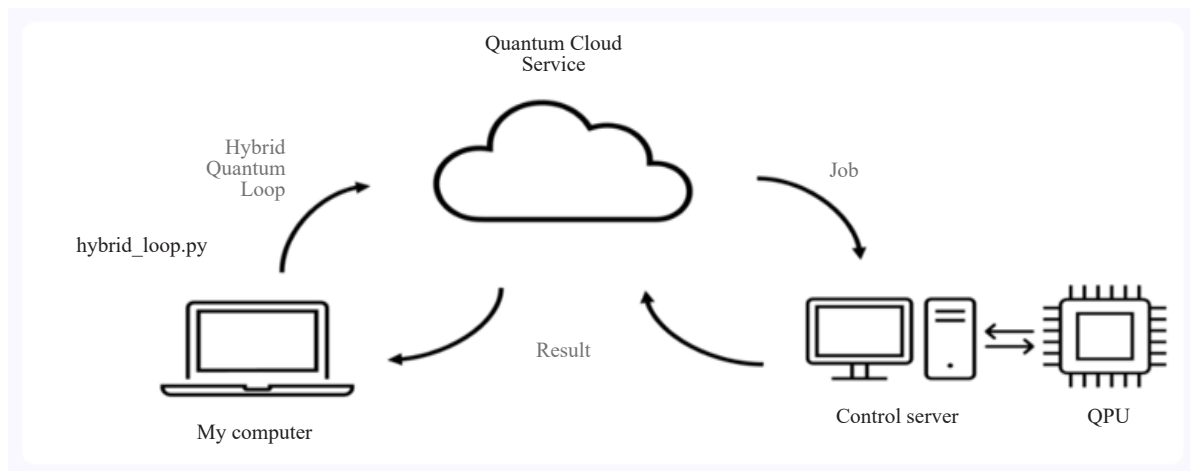 Quantum Cloud
Service
Hybrid
Quantum
Loop
Job
hybrid_loop.py
Result
Control server
QPU
My computer